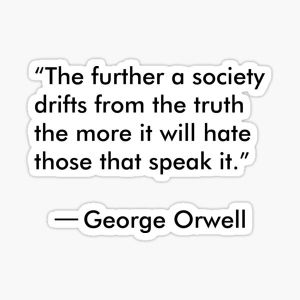 “The further a society
drifts from the truth
the more it will hate
those that speak it.”
— George Orwell